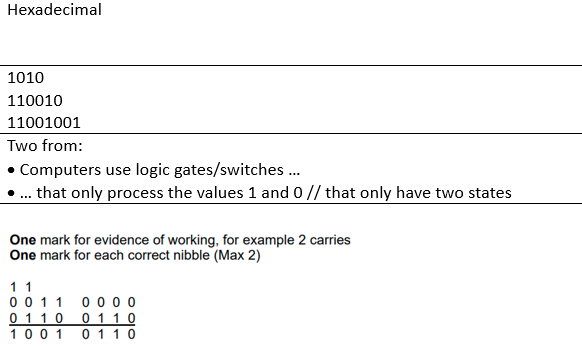 Hexadecimal
1010
110010
11001001
Two from:
• Computers use logic gates/switches ...
• ... that only process the values 1 and 0 // that only have two states
One mark for evidence of working, for example 2 carries
One mark for each correct nibble (Max 2)
1 1
0 0 1 1 0 0 0 0
0 1 1 0 0 1 1 0
1 0 0 1 0 1 1 0